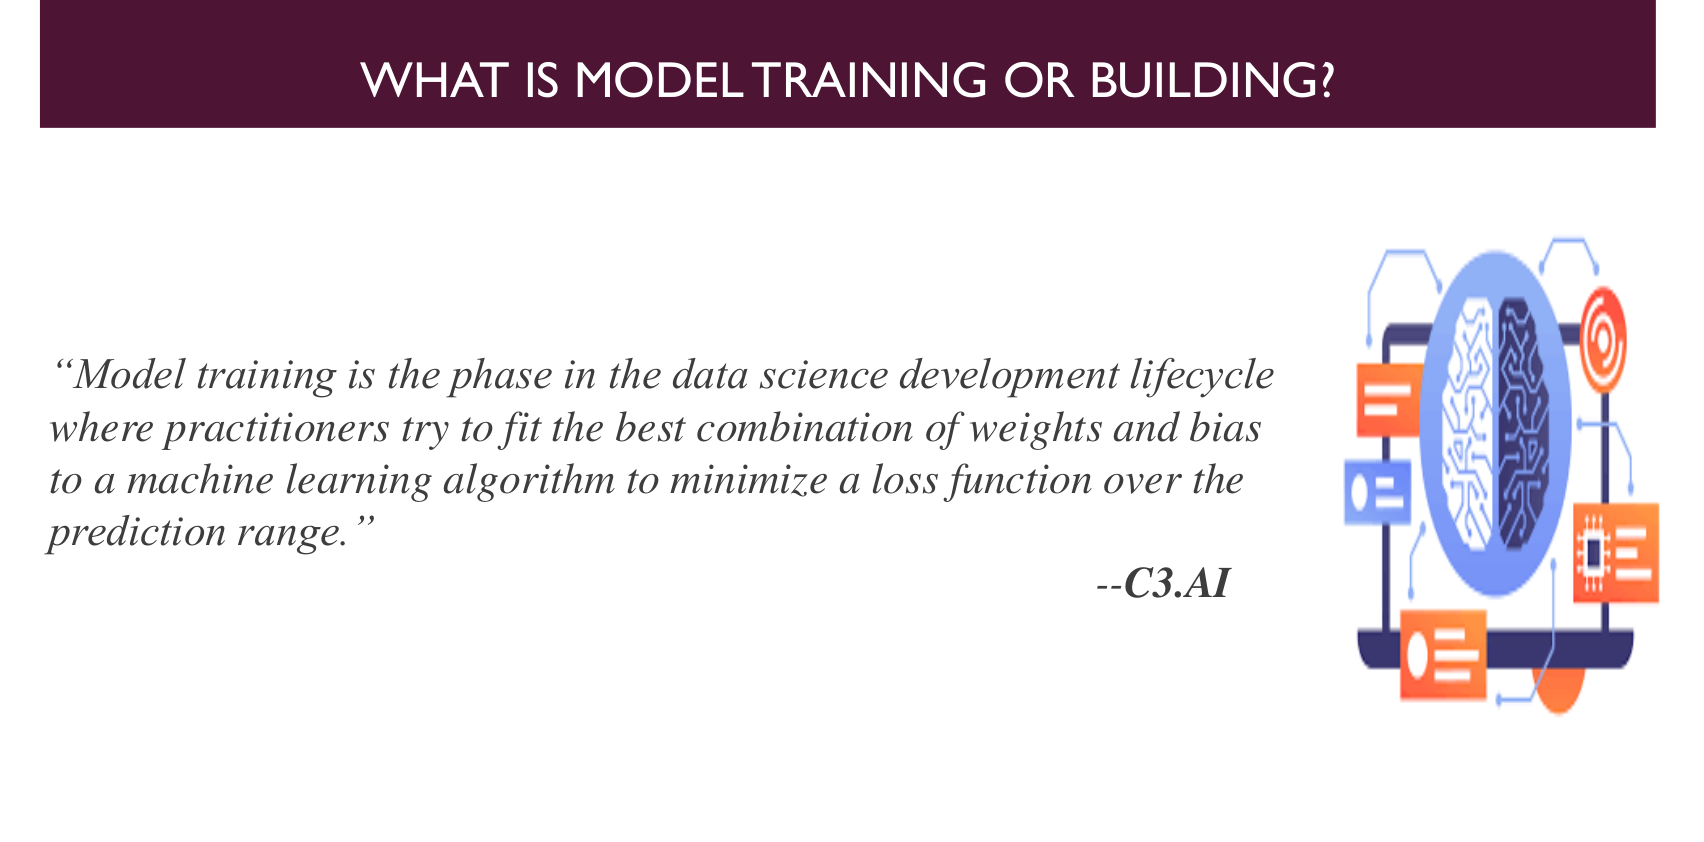 WHAT IS MODEL TRAINING OR BUILDING?
“Model training is the phase in the data science development lifecycle
where practitioners try to fit the best combination of weights and bias
to a machine learning algorithm to minimize a loss function over the
prediction range.”
--C3.AI